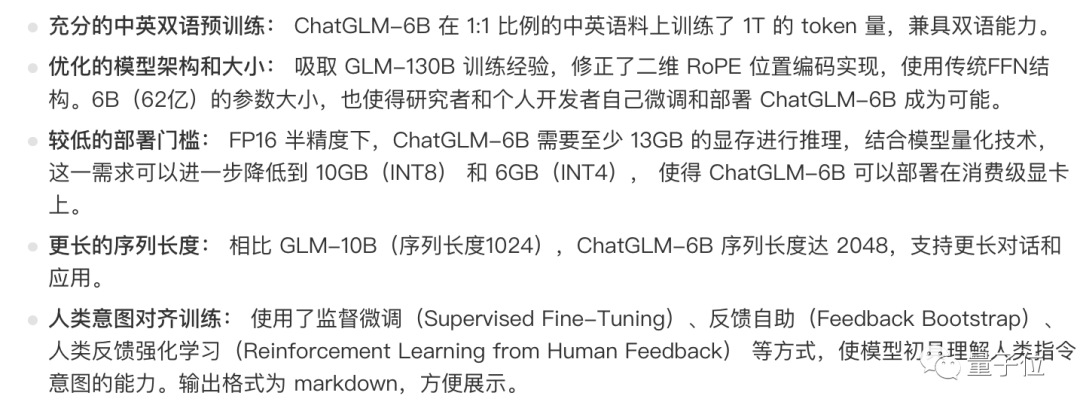 充分的中英双语预训练： ChatGLM-6B 在 1:1 比例的中英语料上训练了 1T 的 token 量，兼具双语能力。
优化的模型架构和大小： 吸取 GLM-130B 训练经验，修正了二维 RoPE 位置编码实现，使用传统FFN结
构。6B（62亿）的参数大小，也使得研究者和个人开发者自己微调和部署 ChatGLM-6B 成为可能。
较低的部署门槛： FP16 半精度下，ChatGLM-6B 需要至少 13GB 的显存进行推理，结合模型量化技术，
这一需求可以进一步降低到 10GB（INT8） 和 6GB（INT4）， 使得 ChatGLM-6B 可以部署在消费级显卡
上。
更长的序列长度： 相比 GLM-10B（序列长度1024），ChatGLM-6B 序列长度达 2048，支持更长对话和
应用。
人类意图对齐训练： 使用了监督微调（Supervised Fine-Tuning）、反馈自助（Feedback Bootstrap）、
人类反馈强化学习（Reinforcement Learning from Human Feedback） 等方式，使模型初具理解人类指令
意图的能力。输出格式为 markdown，方便展示。
量子位